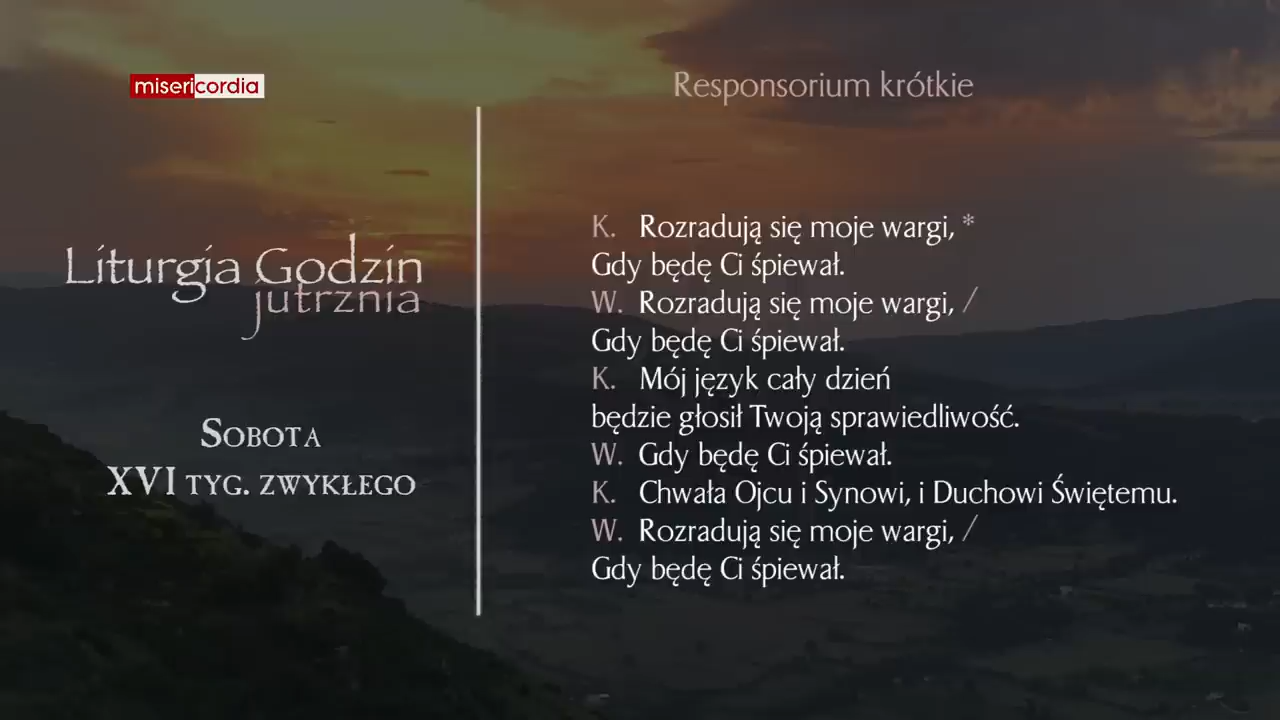 misericordia
Liturgia Godzin
jutrznia
Sobota
XVI tyg. zwykłego
Responsorium krótkie
K. Rozradują się moje wargi, *
Gdy będę Ci śpiewał.
W. Rozradują się moje wargi, /
Gdy będę Ci śpiewał.
K. Mój język cały dzień
będzie głosił Twoją sprawiedliwość.
W. Gdy będę Ci śpiewał.
K. Chwała Ojcu i Synowi, i Duchowi Świętemu.
W. Rozradują się moje wargi, /
Gdy będę Ci śpiewał.